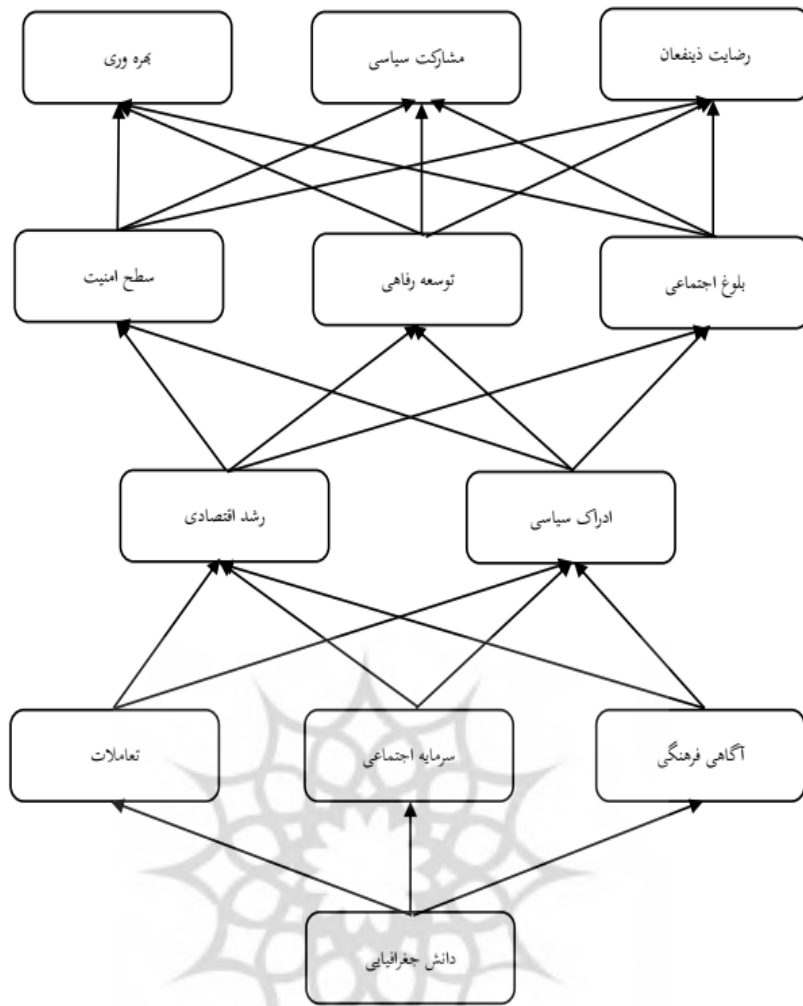 رضایت ذینفعان
مشارکت سیاسی
بهره وری
بلوغ اجتماعی
توسعه رفاهی
سطح امنیت
ادراک سیاسی
رشد اقتصادی
آگاهی فرهنگی
سرمایه اجتماعی
تعاملات
دانش جغرافیایی